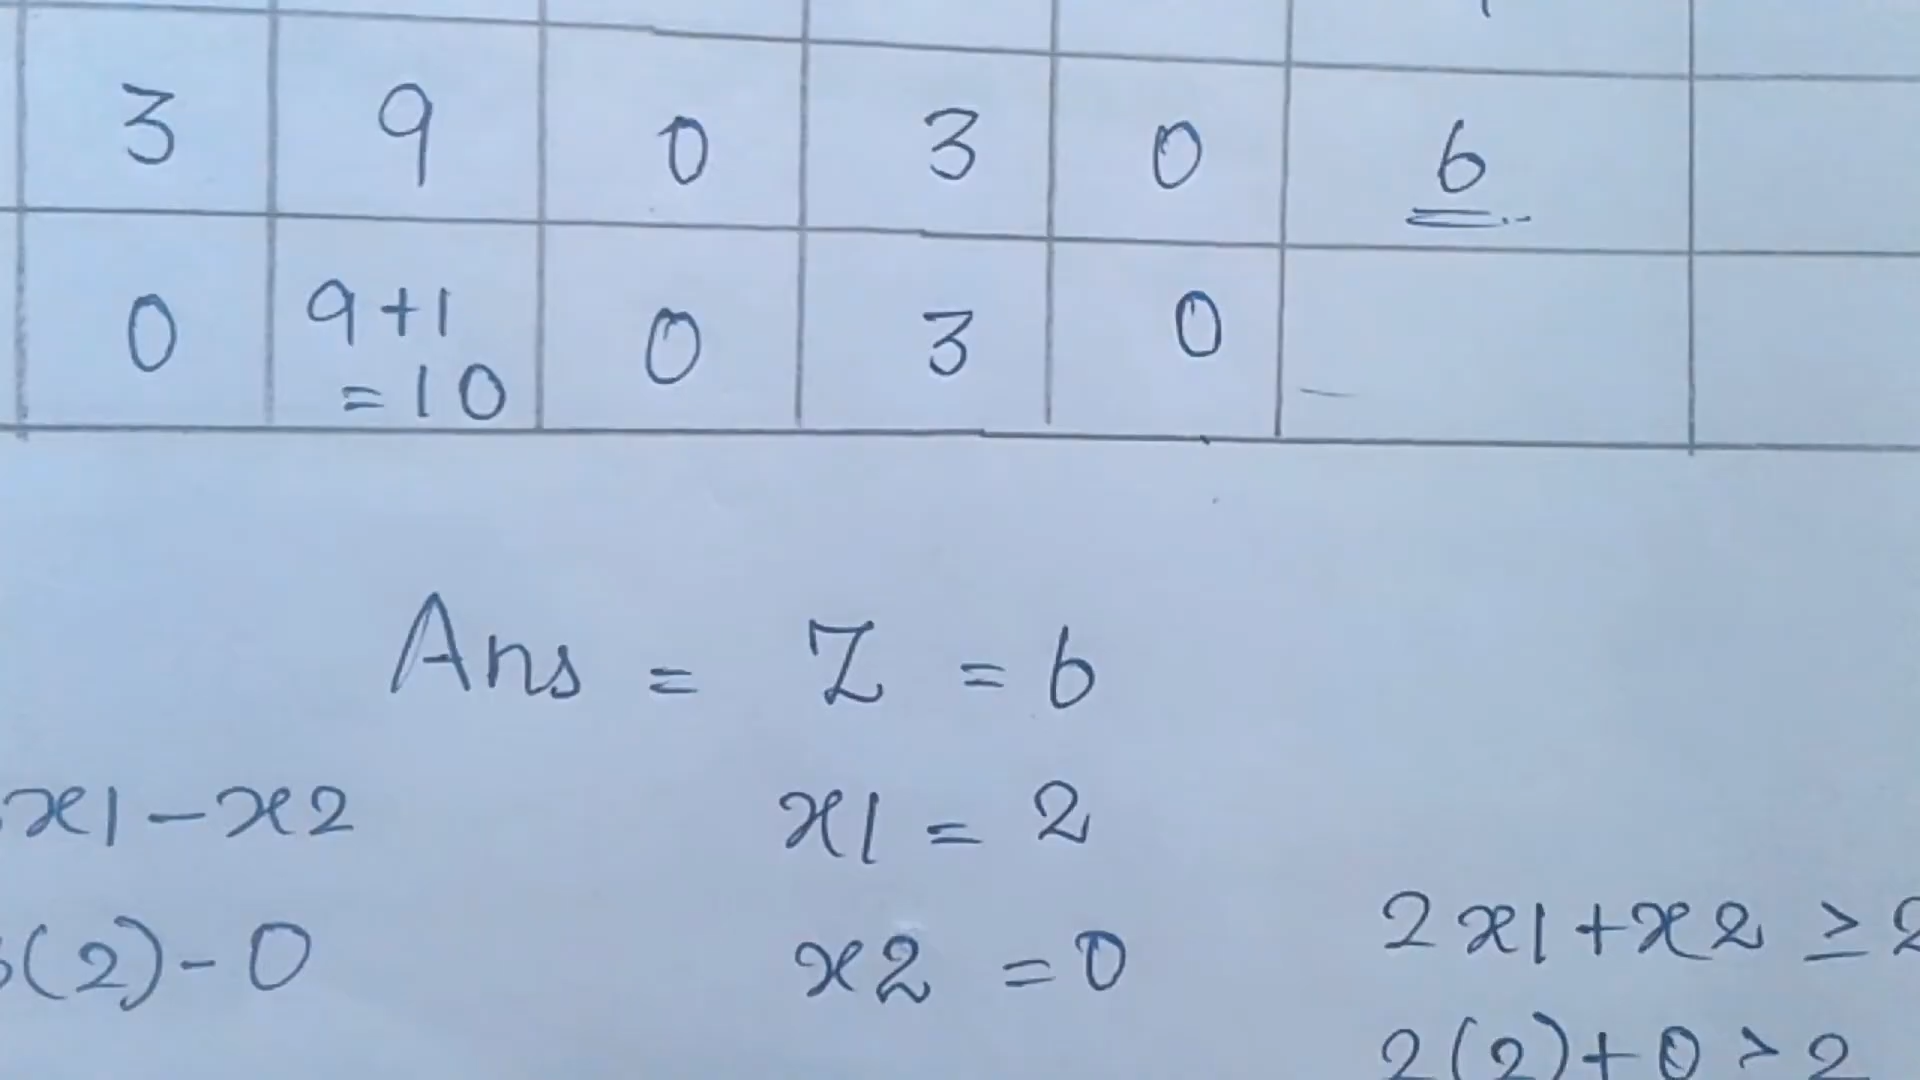 3 9 0 3 0 6
0 9+1 0 3 0
=10
Ans = Z = 6
x1-x2
x1 = 2
(2)-0
x2 = 0
2x1+x2 ≥ 2
2(2)+0 > 2